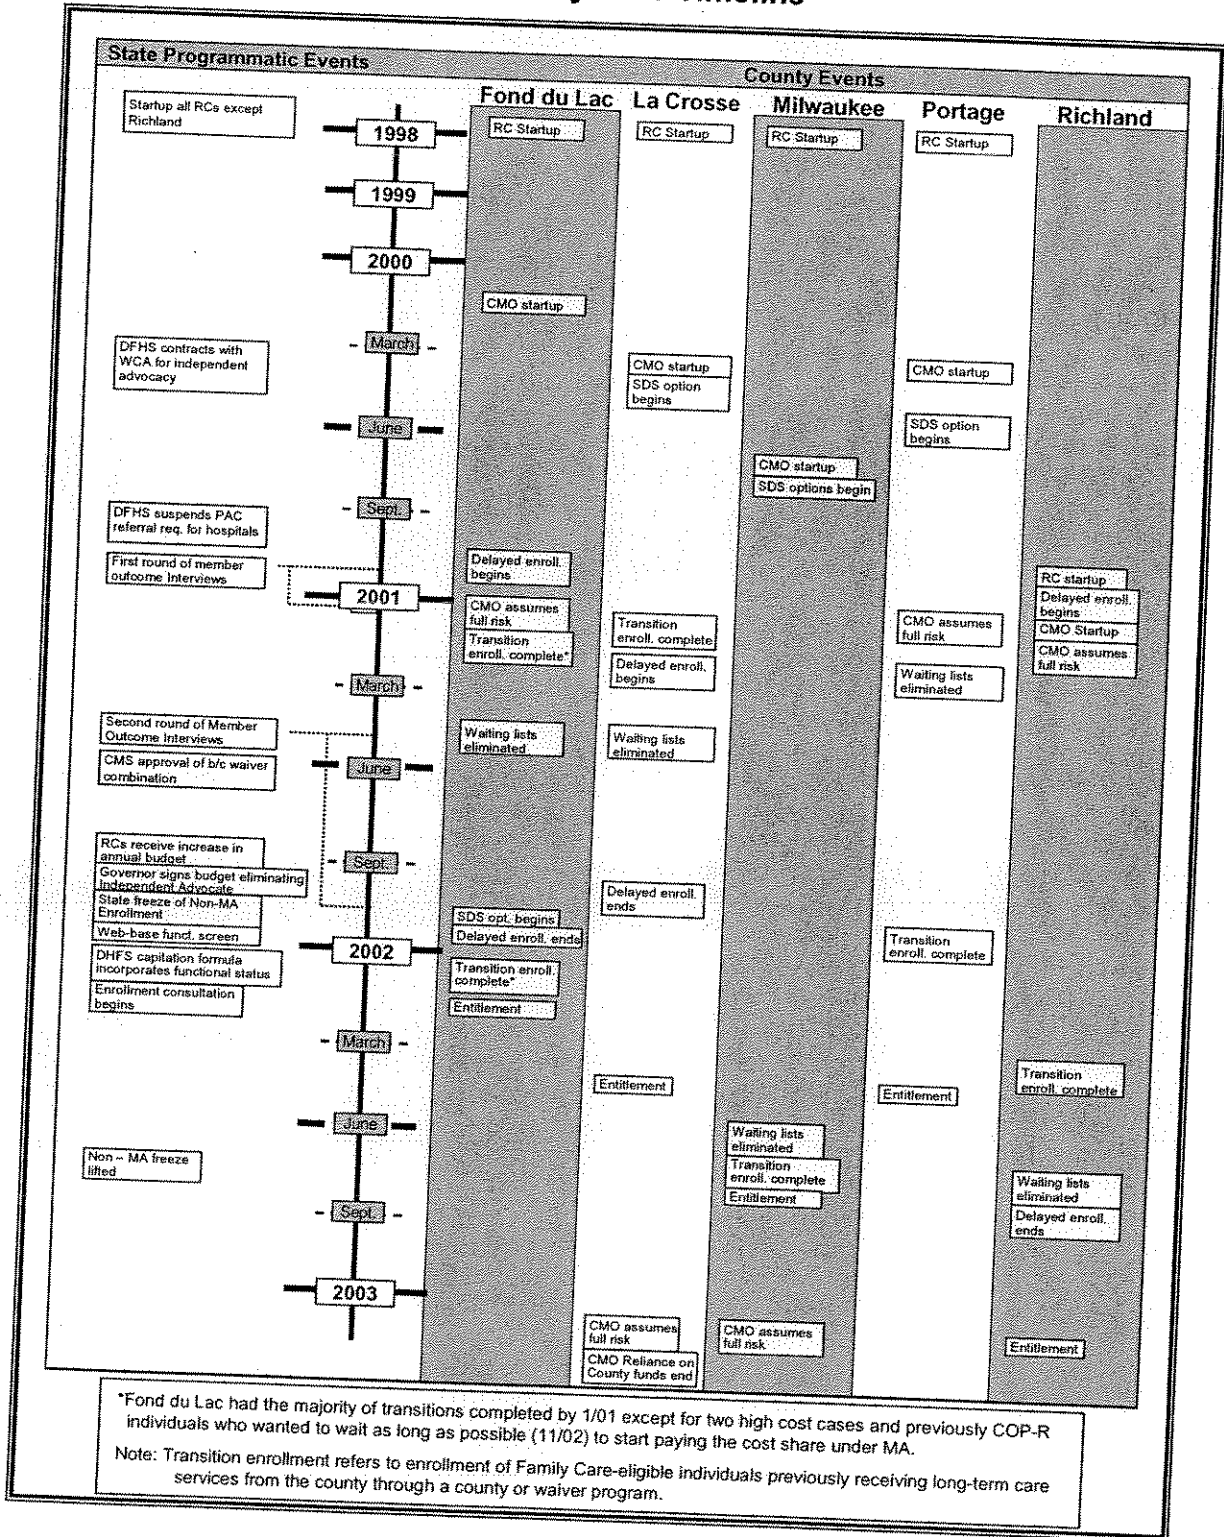 State Programmatic Events
County Events
Fond du Lac
La Crosse
Milwaukee
Portage
Richland
Startup all RCs except
Richland
1998
RC Startup
RC Startup
RC Startup
RC Startup
1999
2000
CMO startup
March
DFHS contracts with
WCA for independent
advocacy
CMO startup
SDS option
begins
CMO startup
June
SDS option
begins
CMO startup
SDS options begin
Sept.
DFHS suspends PAC
referral req. for hospitals
First round of member
outcome Interviews
2001
Delayed enroll.
begins
CMO assumes
full risk
Transition
enroll. complete*
Transition
enroll. complete
Delayed enroll.
begins
CMO assumes
full risk
Waiting lists
eliminated
RC startup
Delayed enroll.
begins
CMO Startup
CMO assumes
full risk
March
Second round of Member
Outcome Interviews
CMS approval of b/c waiver
combination
Waiting lists
eliminated
Waiting lists
eliminated
June
RCs receive increase in
annual budget
Governor signs budget eliminating
Independent Advocate
State freeze of Non-MA
Enrollment
Web-base funct. screen
DHFS capitation formula
incorporates functional status
Enrollment consultation
begins
Sept.
Delayed enroll.
ends
SDS opt. begins
Delayed enroll. ends
2002
Transition enroll.
complete*
Entitlement
Transition
enroll. complete
March
Entitlement
Entitlement
Transition
enroll. complete
June
Non – MA freeze
lifted
Waiting lists
eliminated
Transition
enroll. complete
Entitlement
Waiting lists
eliminated
Delayed enroll.
ends
Sept.
2003
CMO assumes
full risk
CMO Reliance on
County funds end
CMO assumes
full risk
Entitlement
*Fond du Lac had the majority of transitions completed by 1/01 except for two high cost cases and previously COP-R
individuals who wanted to wait as long as possible (11/02) to start paying the cost share under MA.
Note: Transition enrollment refers to enrollment of Family Care-eligible individuals previously receiving long-term care
services from the county through a county or waiver program.